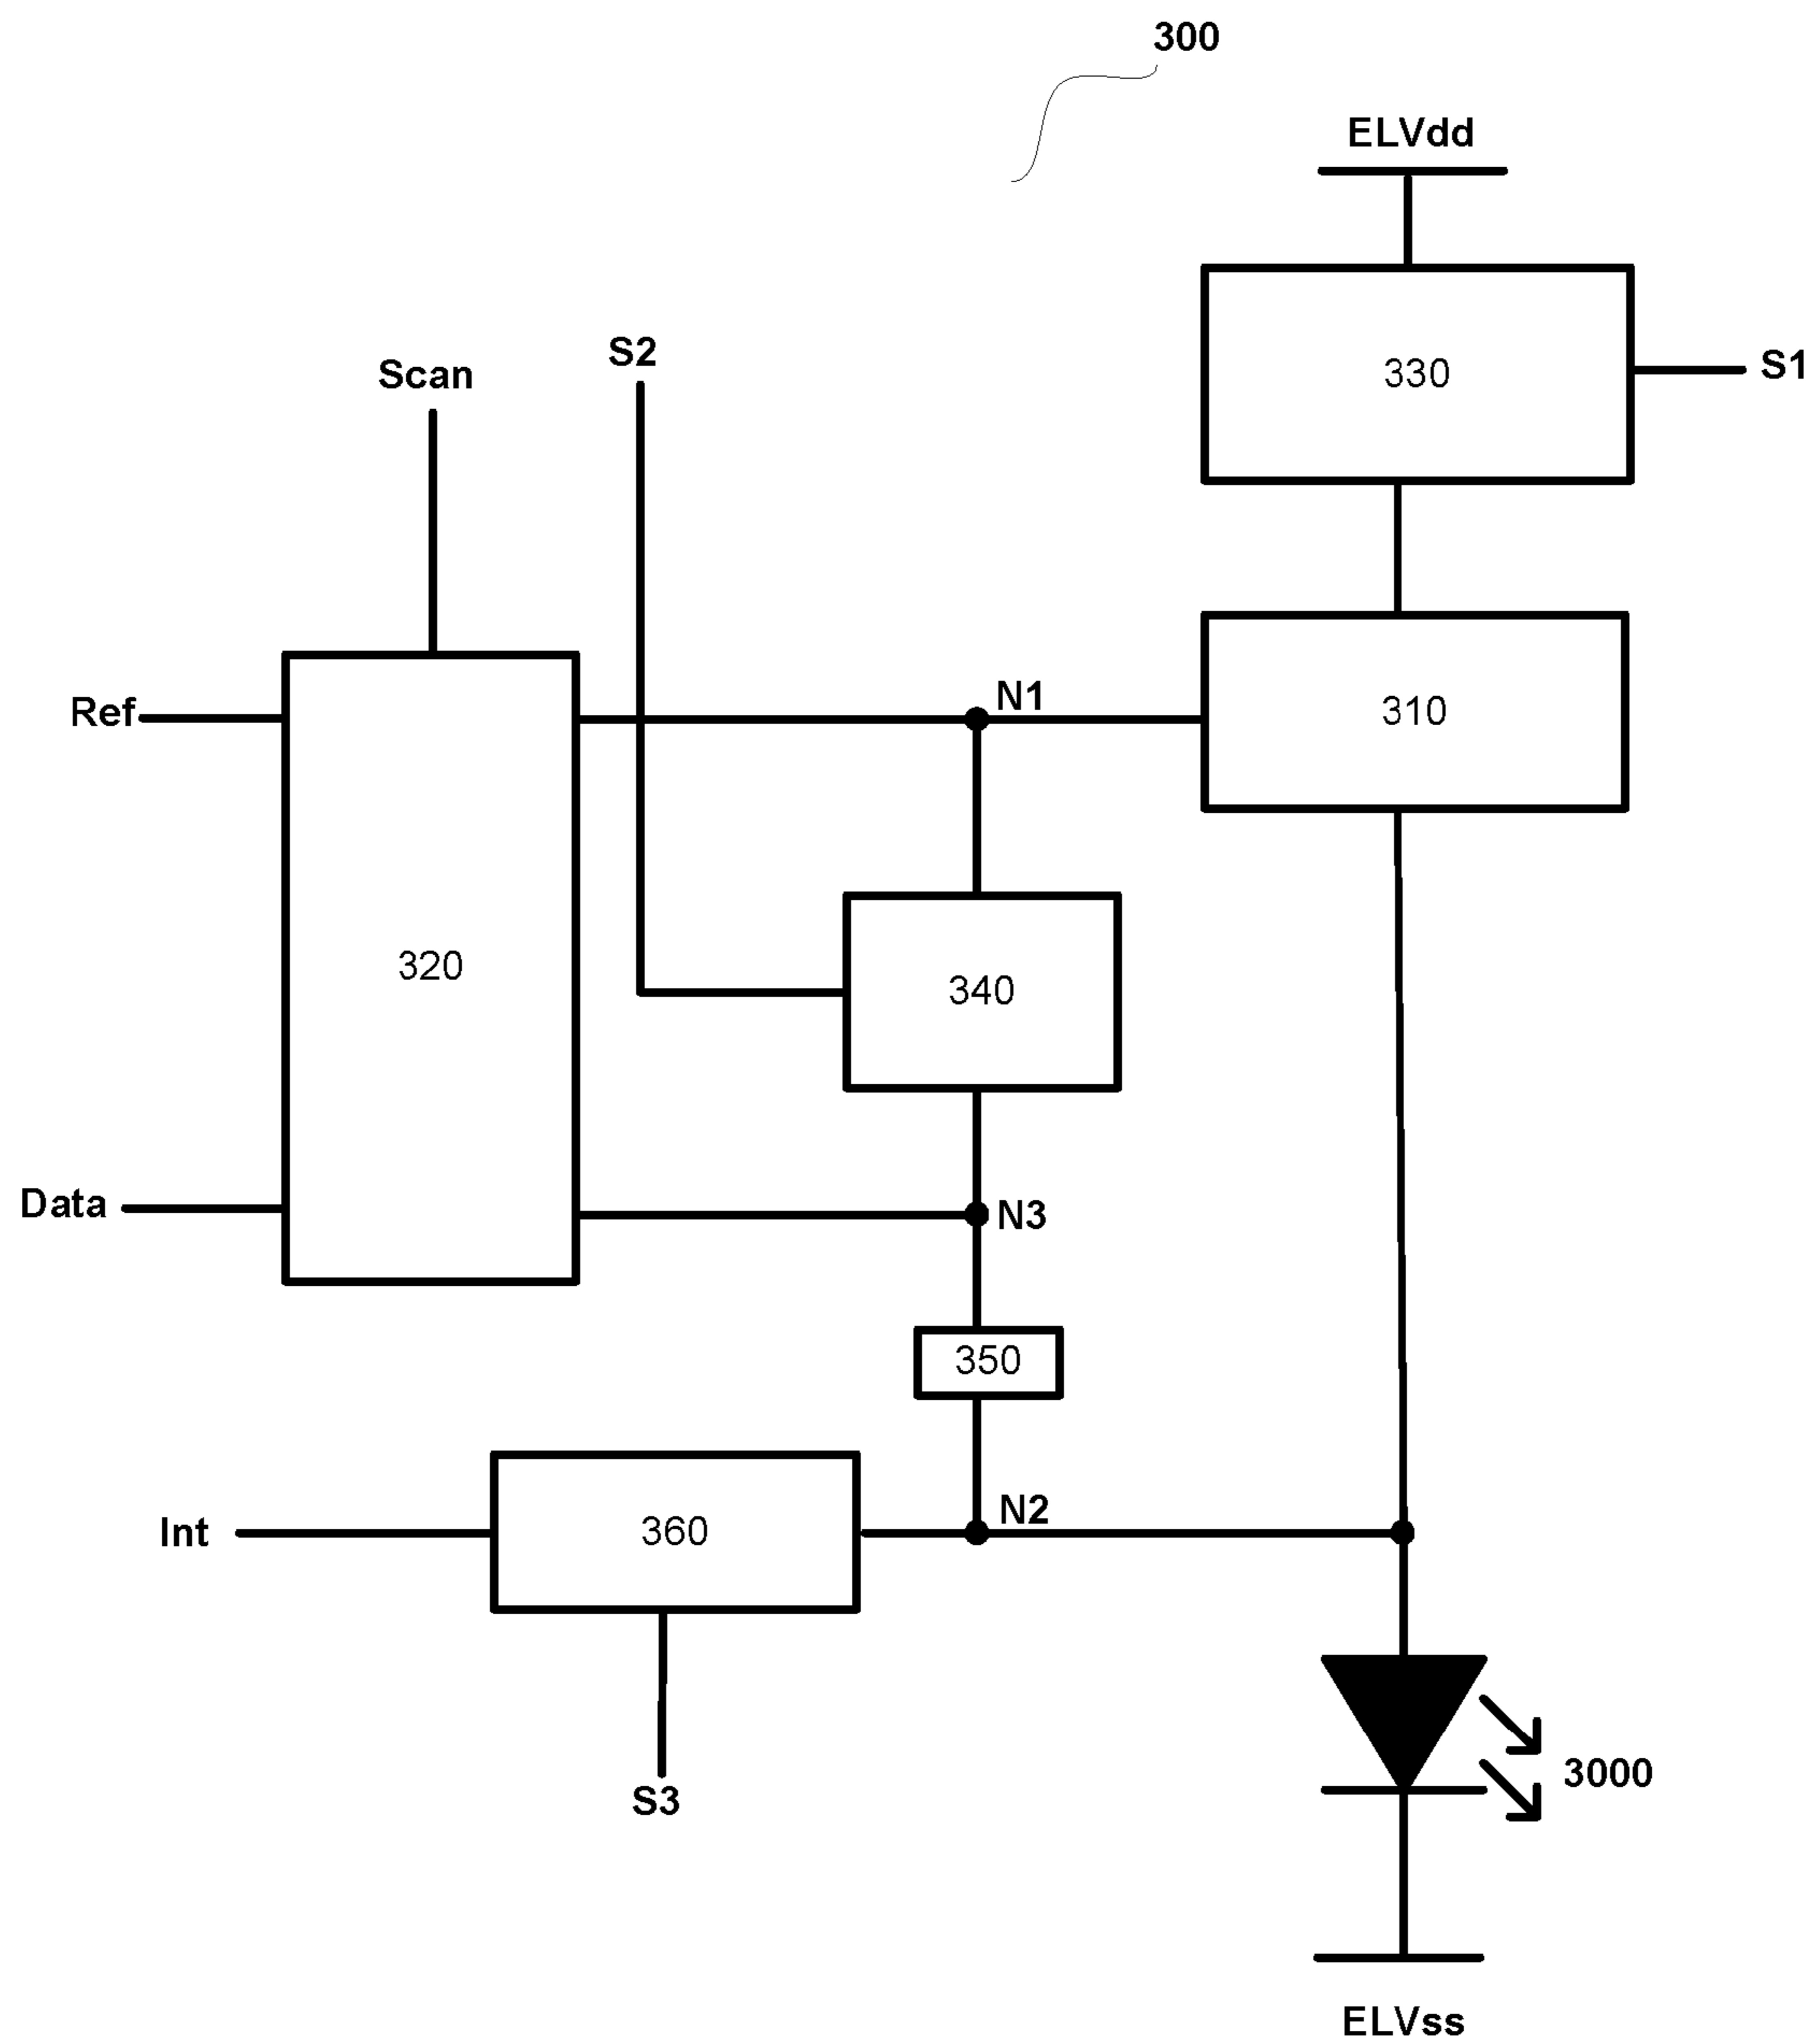 300
ELVdd
S2
Scan
330
S1
Ref
N1
310
320
340
Data
N3
350
Int
360
N2
S3
3000
ELVss